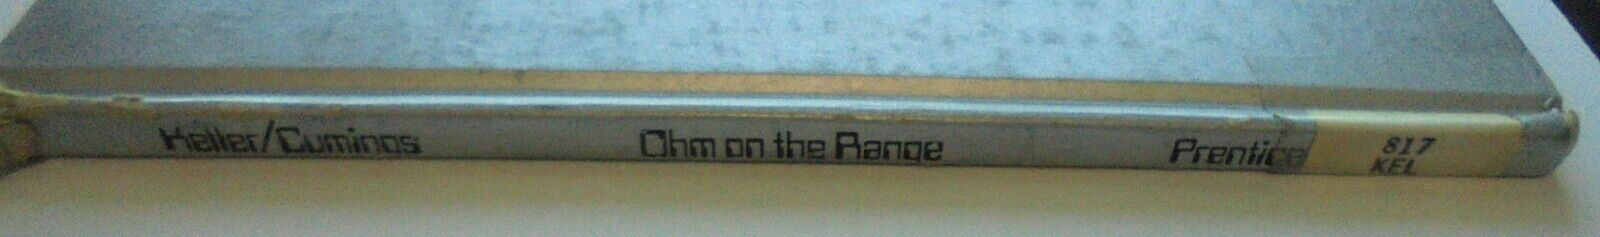 Keller/Cumings Ohm on the Range Prentice
817
KEL